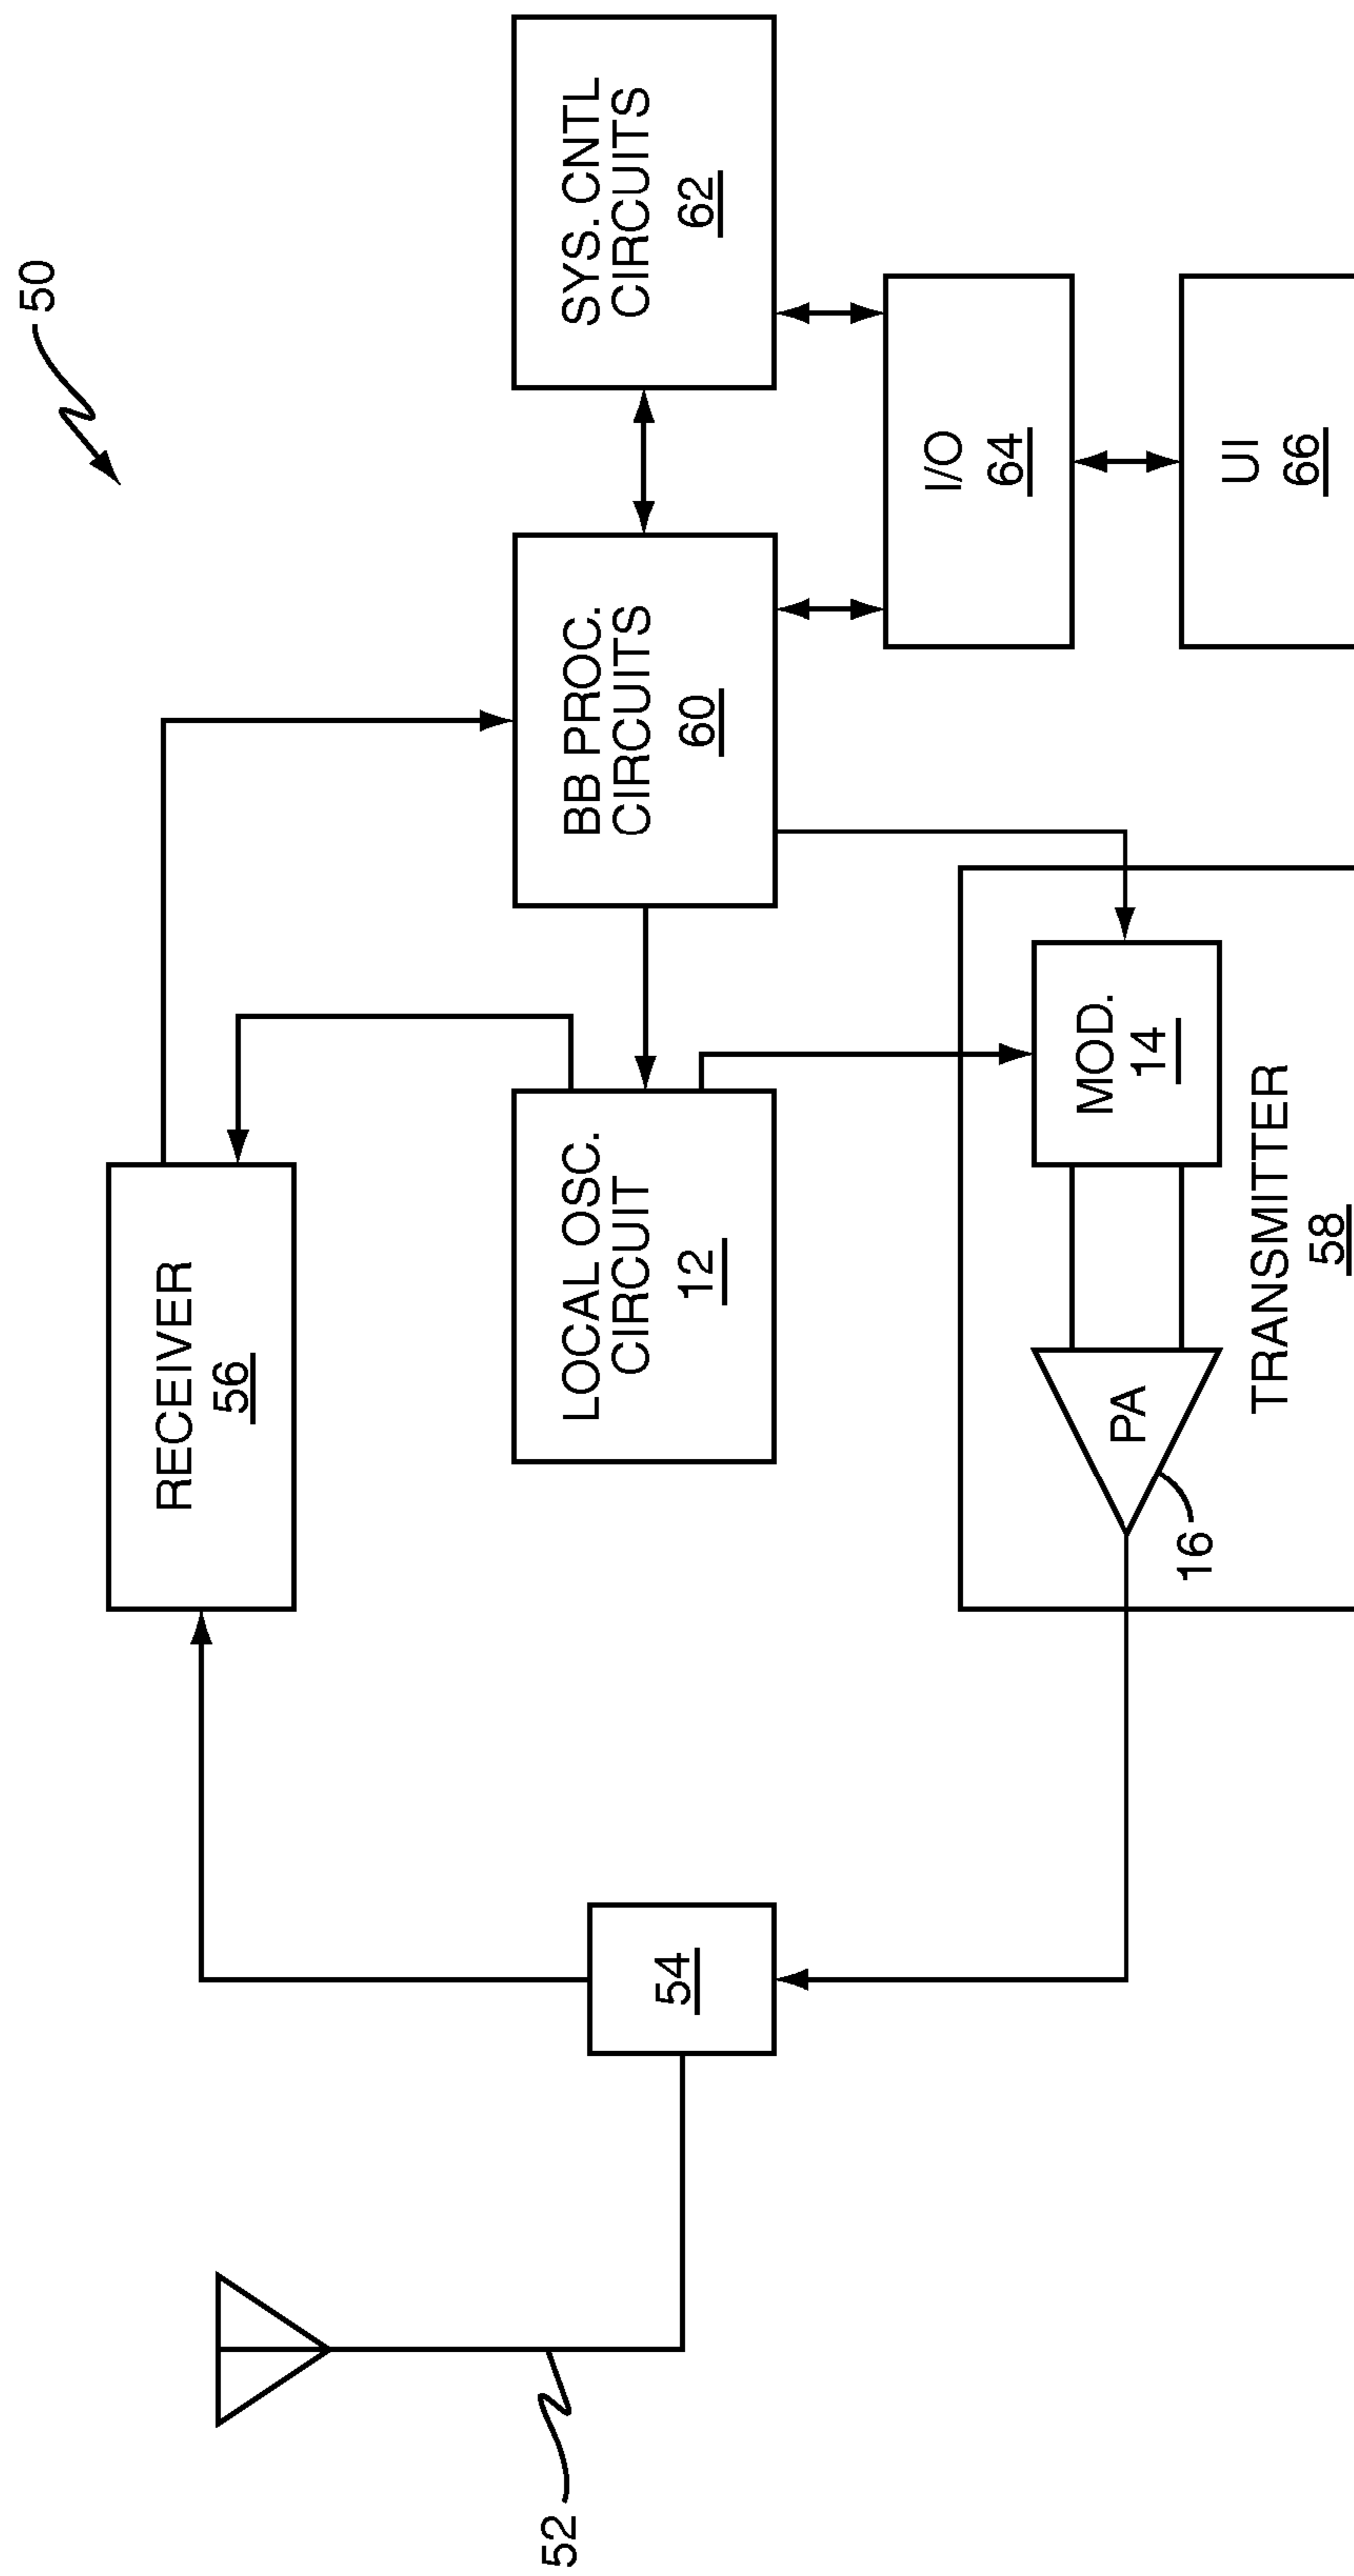 50
RECEIVER
56
52
54
LOCAL OSC.
CIRCUIT
12
BB PROC.
CIRCUITS
60
SYS. CNTL
CIRCUITS
62
I/O
64
UI
66
PA
16
MOD.
14
TRANSMITTER
58